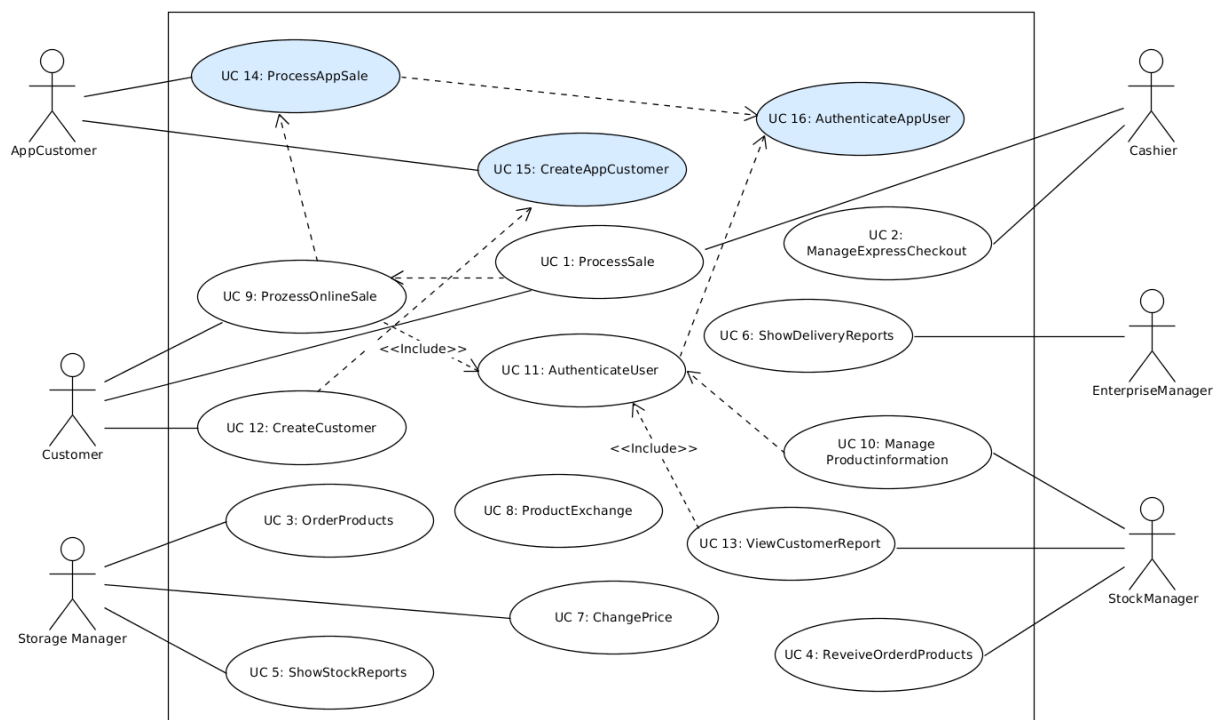 UC 14: ProcessAppSale
UC 16: AuthenticateAppUser
AppCustomer
Cashier
UC 15: CreateAppCustomer
UC 2:
ManageExpressCheckout
UC 1: ProcessSale
UC 9: ProzessOnlineSale
UC 6: ShowDeliveryReports
<<Include>>
UC 11: AuthenticateUser
EnterpriseManager
UC 12: CreateCustomer
Customer
<<Include>>
UC 10: Manage
Productinformation
UC 3: OrderProducts
UC 8: ProductExchange
UC 13: ViewCustomerReport
StockManager
UC 7: ChangePrice
Storage Manager
UC 4: ReveiveOrderdProducts
UC 5: ShowStockReports